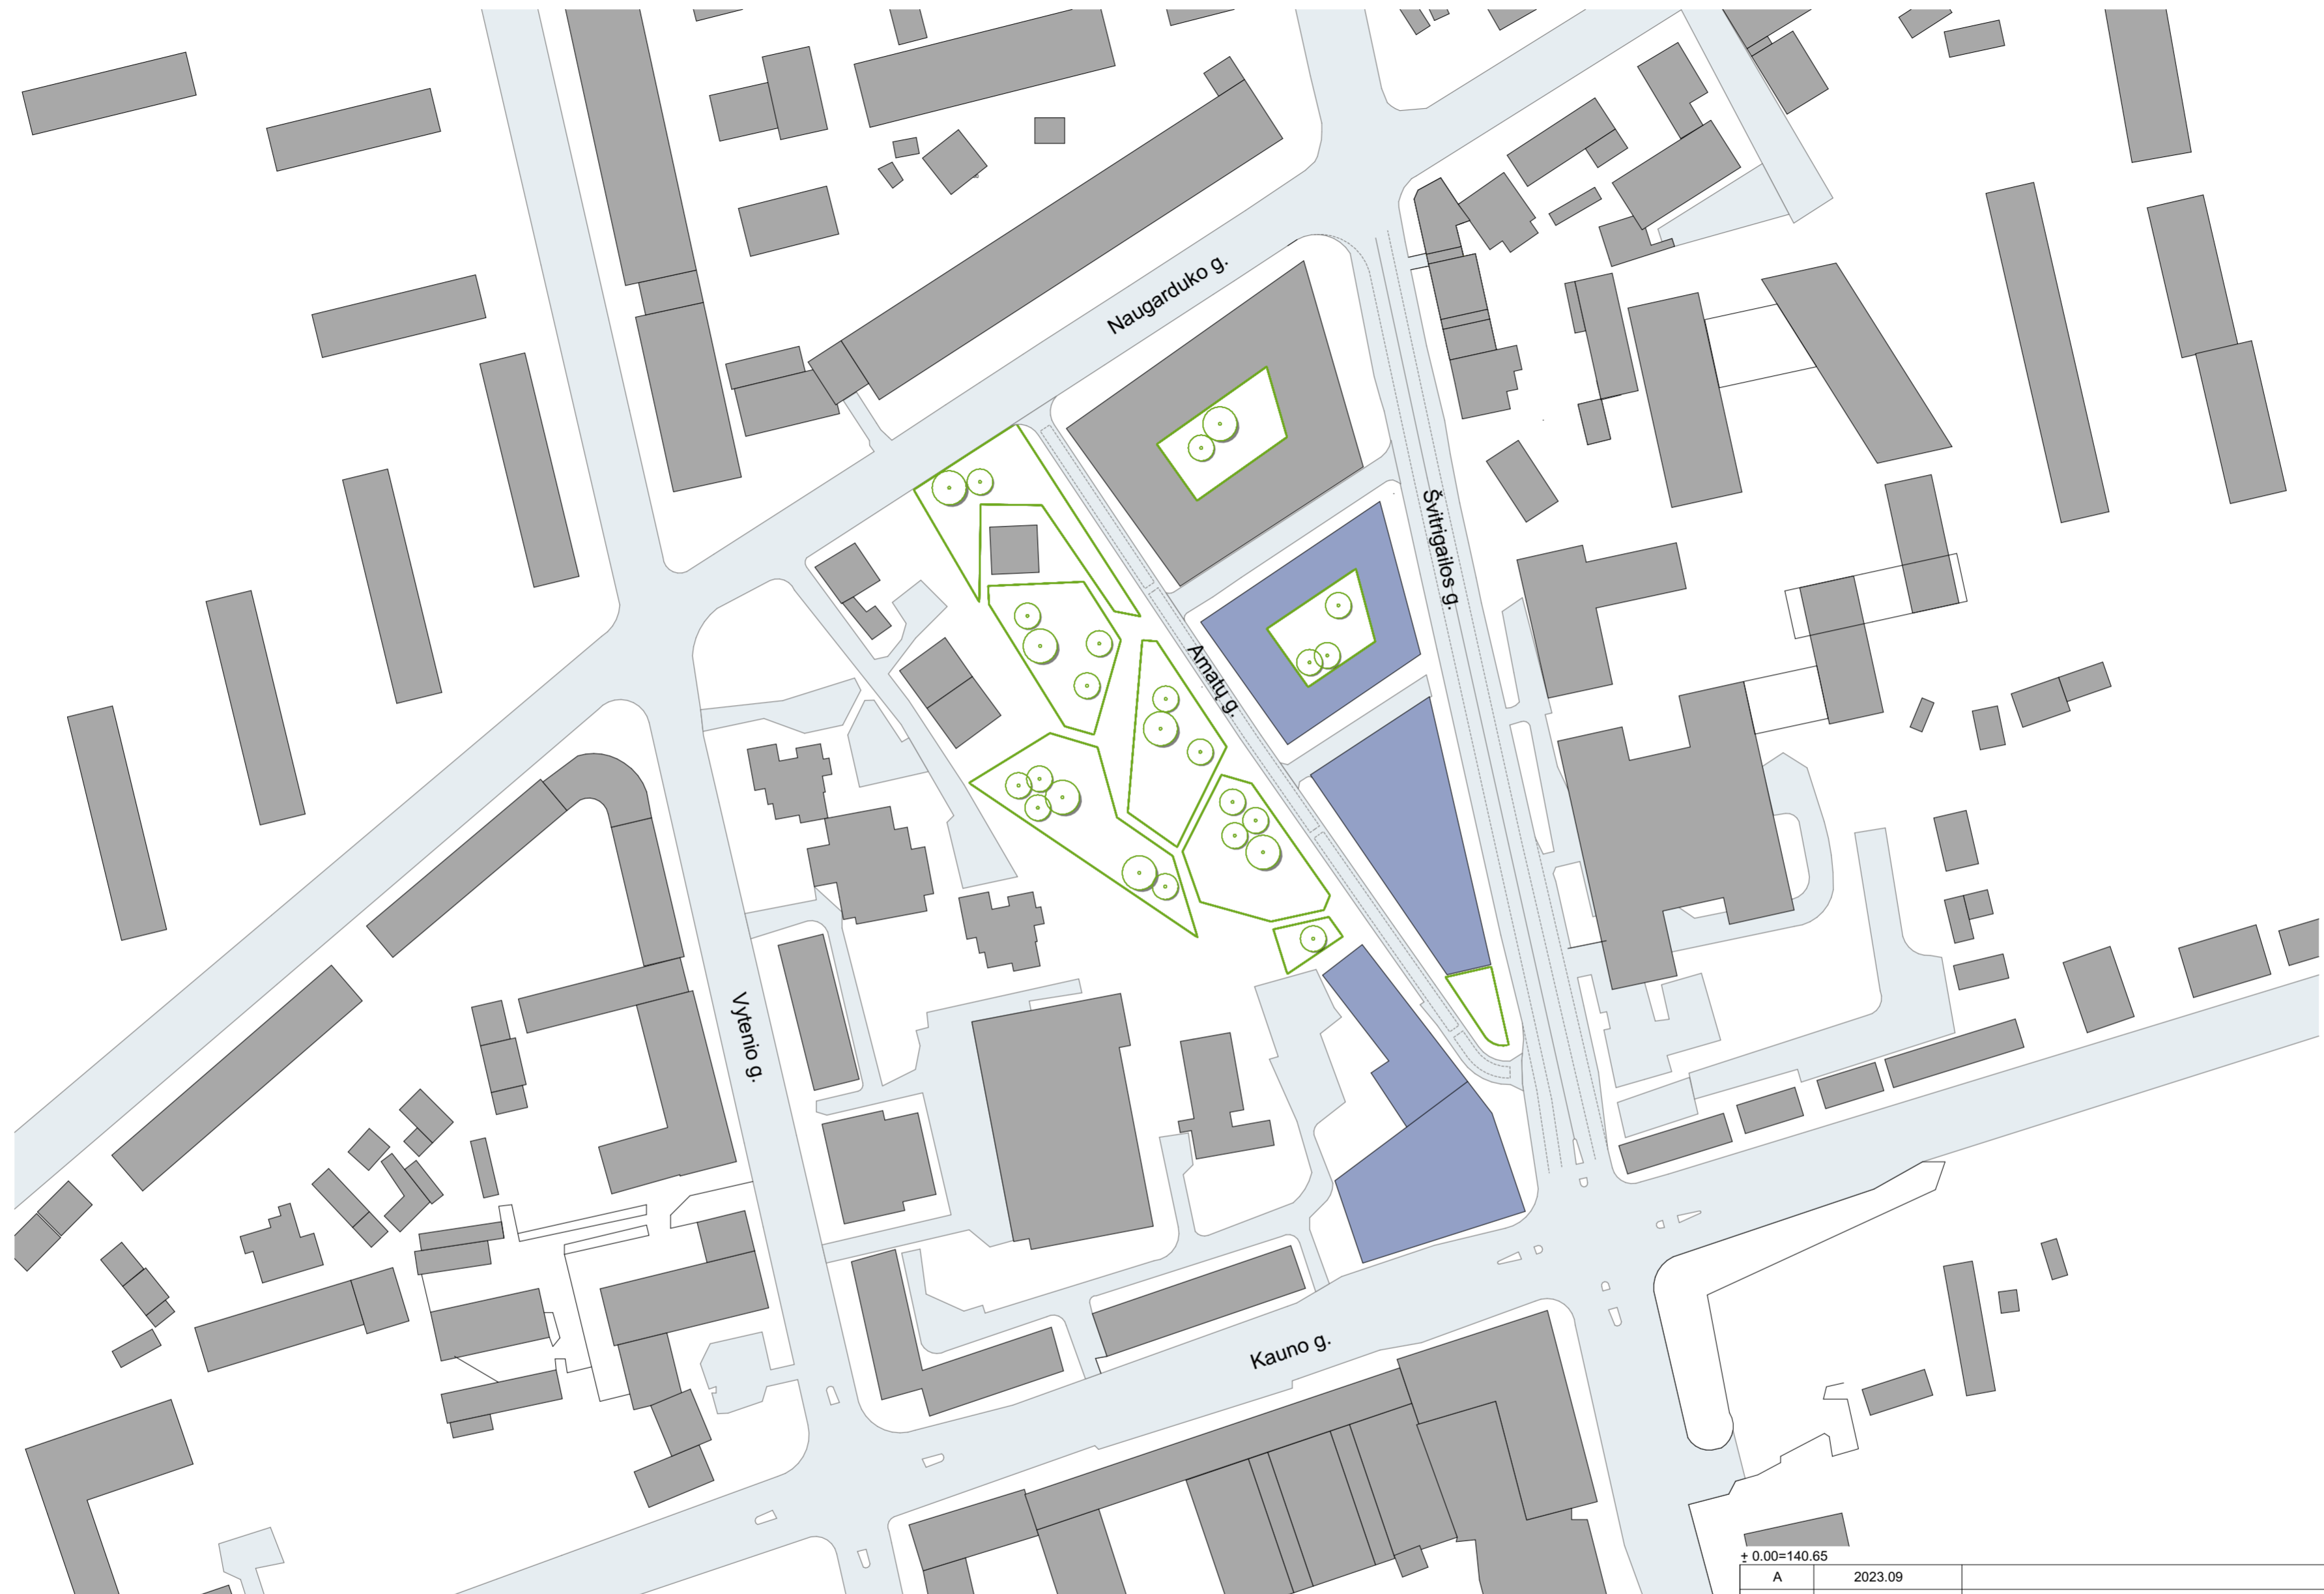 Naugarduko g.
Švitrigailos g.
Amatų g.
Vytenio g.
Kauno g.
± 0.00=140.65
A 2023.09